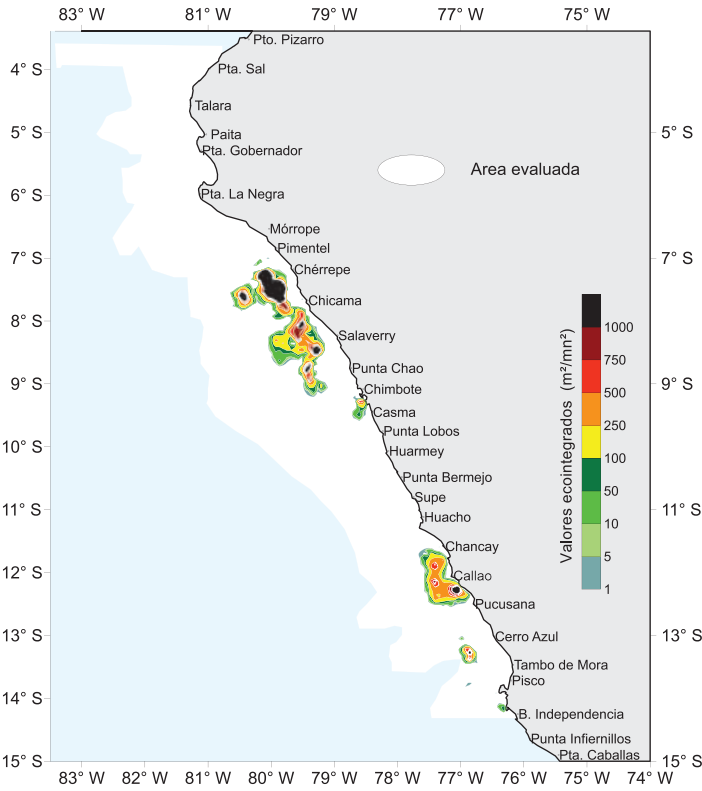 83° W
81° W
79° W
77° W
75° W
Pto. Pizarro
4° S
Pta. Sal
Talara
5° S
Paita
5° S
Pta. Gobernador
Area evaluada
6° S
Pta. La Negra
Mórrope
Pimentel
7° S
7° S
Chérrepe
Chicama
8° S
Salaverry
Punta Chao
9° S
9° S
Chimbote
Casma
Punta Lobos
10° S
Huarmey
Punta Bermejo
Supe
11° S
11° S
Huacho
Chancay
12° S
Callao
Pucusana
13° S
13° S
Cerro Azul
Tambo de Mora
Pisco
14° S
B. Independencia
Punta Infiernillos
Pta. Caballas
15° S
15° S
Valores ecointegrados (m²/mn²)
1000
750
500
250
100
50
10
5
1
83° W
82° W
81° W
80° W
79° W
78° W
77° W
76° W
75° W
74° W